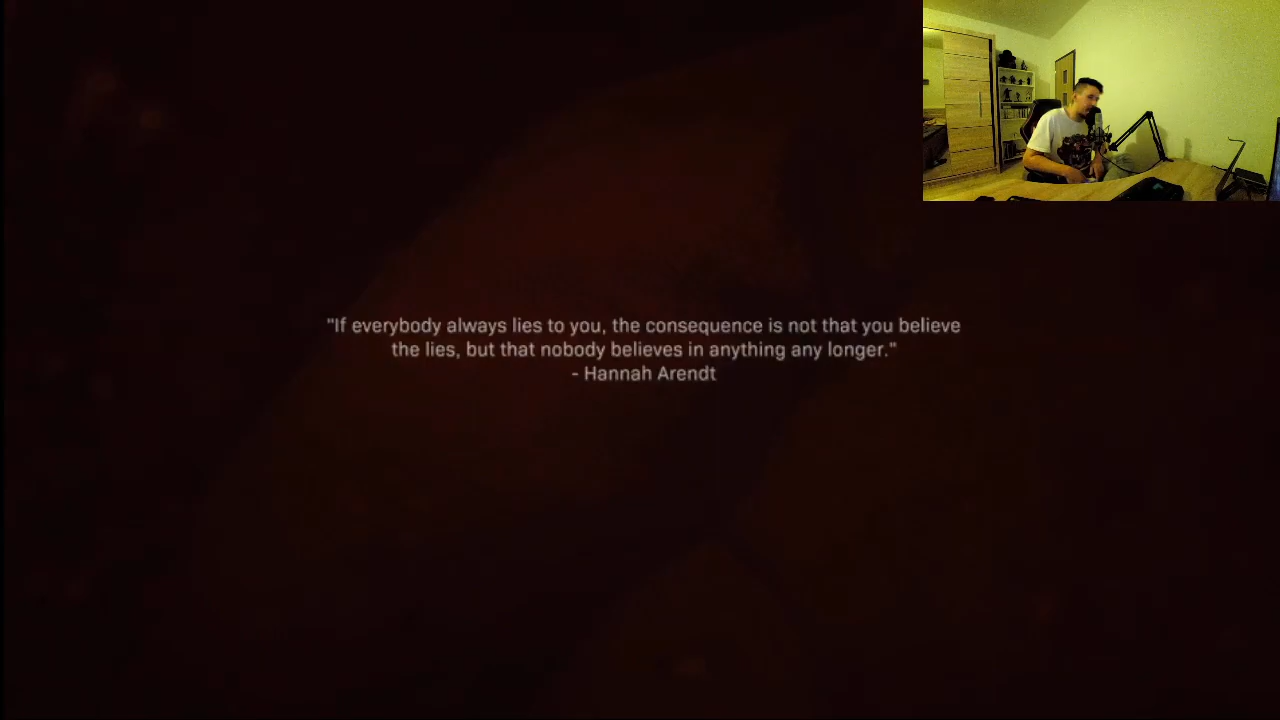 "If everybody always lies to you, the consequence is not that you believe
the lies, but that nobody believes in anything any longer."
- Hannah Arendt